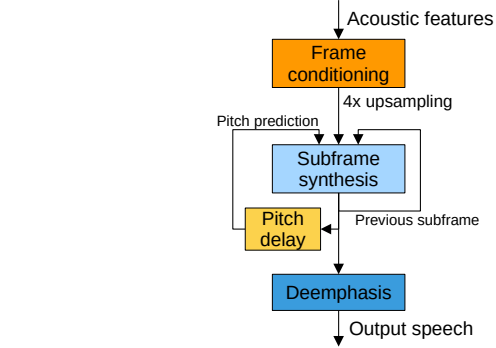 Acoustic features
Frame
conditioning
4x upsampling
Pitch prediction
Subframe
synthesis
Pitch
delay
Previous subframe
Deemphasis
Output speech